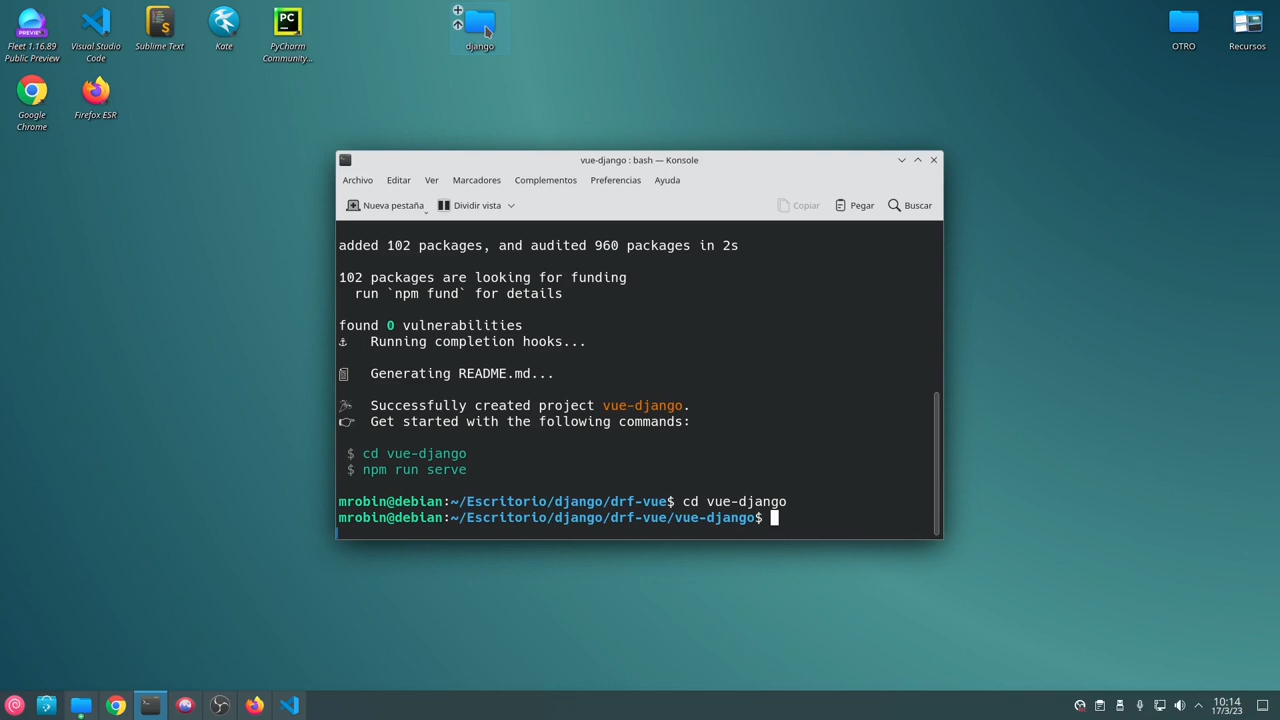 Fleet 1.16.89
Public Preview
Visual Studio
Code
Sublime Text
Kate
PC
PyCharm
Community...
django
OTRO
Recursos
Google
Chrome
Firefox ESR
PREVIEW
vue-django : bash — Konsole
Archivo Editar Ver Marcadores Complementos Preferencias Ayuda
Nueva pestaña Dividir vista Copiar Pegar Buscar
added 102 packages, and audited 960 packages in 2s
102 packages are looking for funding
run `npm fund` for details
found 0 vulnerabilities
⚓ Running completion hooks...
Generating README.md...
Successfully created project vue-django.
Get started with the following commands:
$ cd vue-django
$ npm run serve
mrobin@debian:~/Escritorio/django/drf-vue$ cd vue-django
mrobin@debian:~/Escritorio/django/drf-vue/vue-django$
10:14
17/3/23